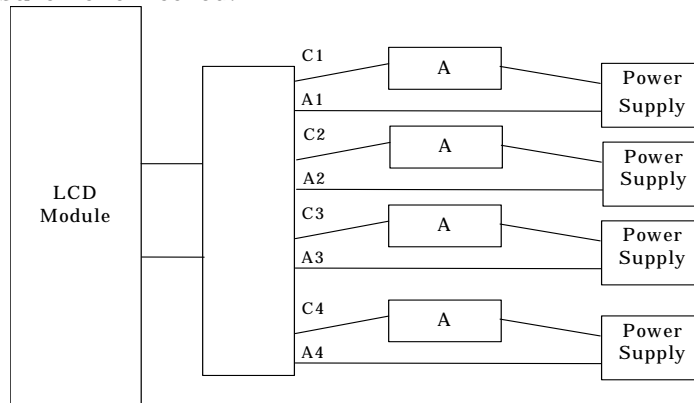 C1
A
Power
Supply
A1
C2
A
Power
Supply
A2
LCD
Module
C3
A
Power
Supply
A3
C4
A
Power
Supply
A4